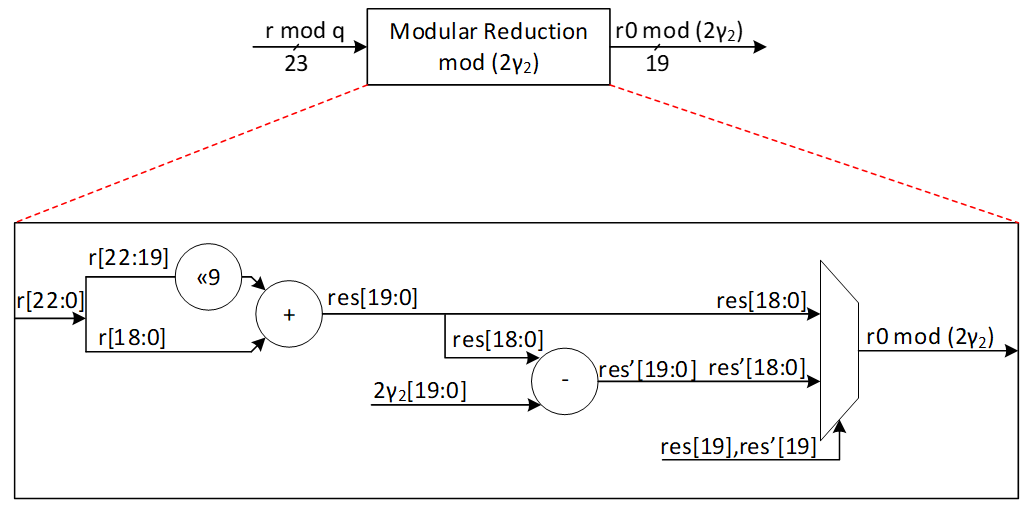 r mod q
23
Modular Reduction
mod (2γ₂)
r0 mod (2γ₂)
19
r[22:0]
r[22:19]
«9
r[18:0]
+
res[19:0]
res[18:0]
res[18:0]
2γ₂[19:0]
-
res’[19:0]
res’[18:0]
res[19],res’[19]
r0 mod (2γ₂)